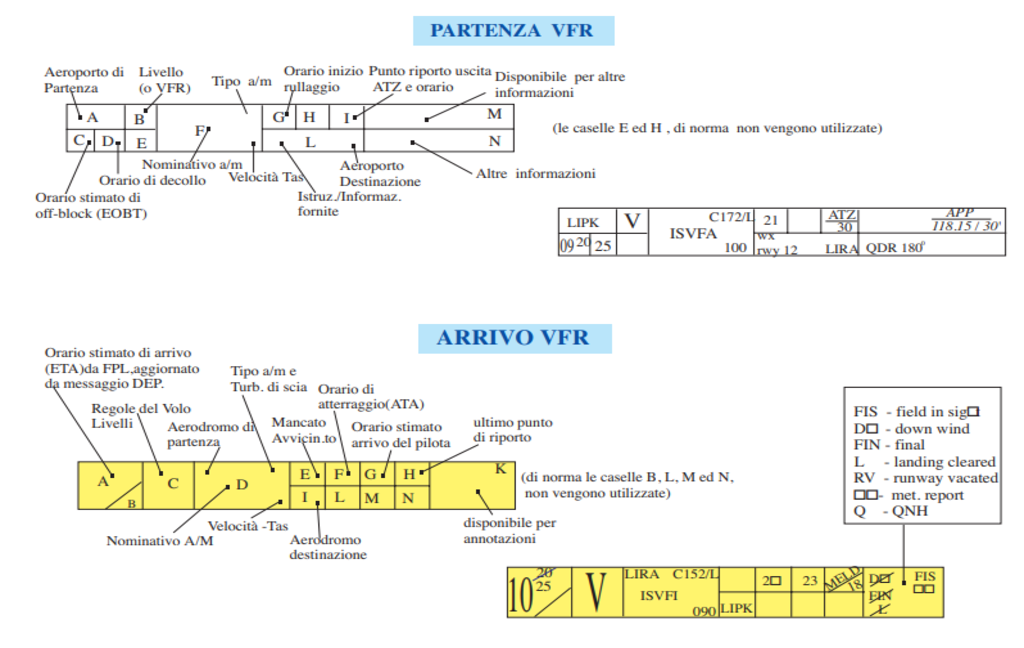 PARTENZA VFR
Aeroporto di
Partenza
Livello
(o VFR)
Tipo a/m
Orario inizio
rullaggio
Punto riporto uscita
ATZ e orario
Disponibile per altre
informazioni
A
B
F
G
H
I
M
C
D
E
L
N
(le caselle E ed H , di norma non vengono utilizzate)
Nominativo a/m
Orario di decollo
Velocità Tas
Aeroporto
Destinazione
Altre informazioni
Orario stimato di
off-block (EOBT)
Istruz./Informaz.
fornite
LIPK
V
C172/L
ISVFA
100
21
ATZ
30
APP
118.15 / 30'
09 20
25
wx
rwy 12
LIRA
QDR 180°
ARRIVO VFR
Orario stimato di arrivo
(ETA)da FPL,aggiornato
da messaggio DEP.
Regole del Volo
Livelli
Aerodromo di
partenza
Tipo a/m e
Turb. di scia
Mancato
Avvicin.to
Orario di
atterraggio(ATA)
Orario stimato
arrivo del pilota
ultimo punto
di riporto
A
B
C
D
E
F
G
H
K
I
L
M
N
(di norma le caselle B, L, M ed N,
non vengono utilizzate)
Nominativo A/M
Velocità -Tas
Aerodromo
destinazione
disponibile per
annotazioni
FIS - field in sig□
D□ - down wind
FIN - final
L - landing cleared
RV - runway vacated
□□- met. report
Q - QNH
10
20
25
V
LIRA C152/L
ISVFI
090
LIPK
2□
23
MELD
18
D□
FIN
L
FIS
□□